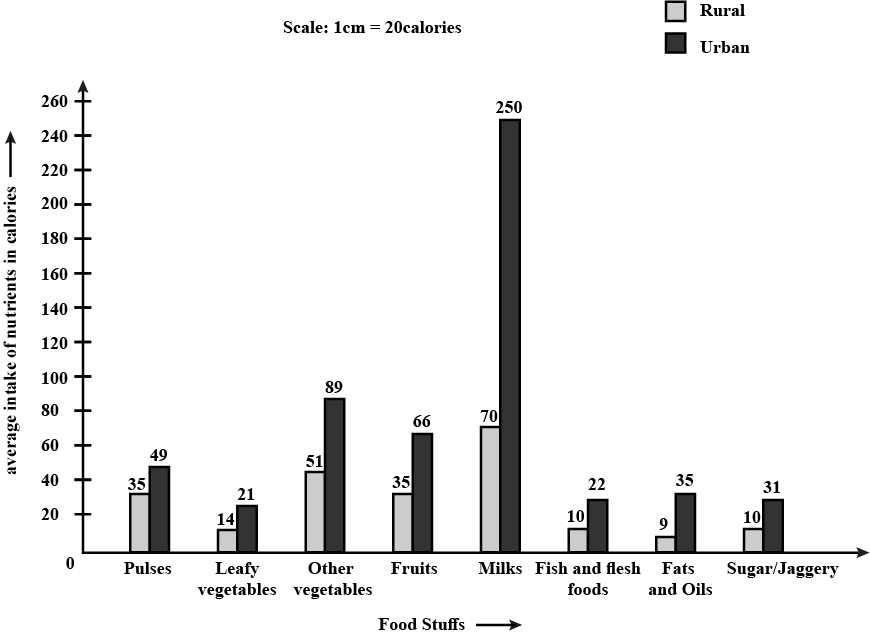 Scale: 1cm = 20calories
Rural
Urban
average intake of nutrients in calories
260
240
220
200
180
160
140
120
100
80
60
40
20
0
35
49
14
21
51
89
35
66
70
250
10
22
9
35
10
31
Pulses
Leafy
vegetables
Other
vegetables
Fruits
Milks
Fish and flesh
foods
Fats
and Oils
Sugar/Jaggery
Food Stuffs